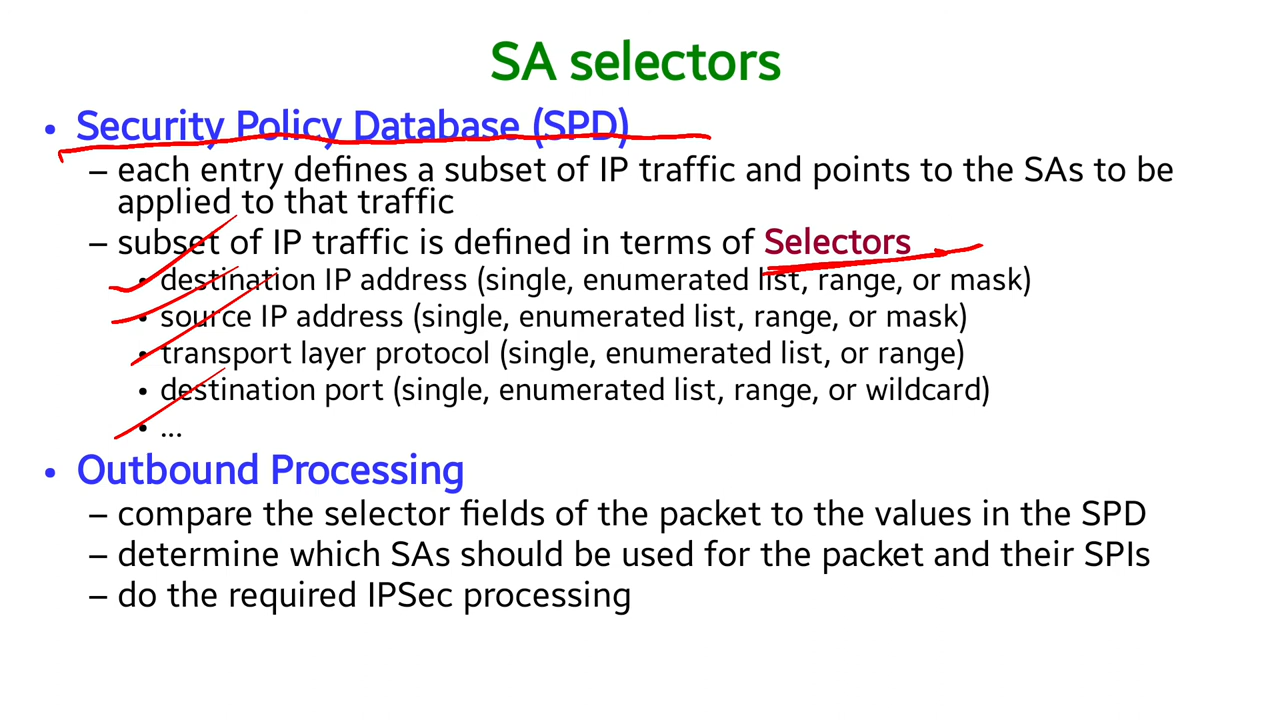 SA selectors
• Security Policy Database (SPD)
– each entry defines a subset of IP traffic and points to the SAs to be
applied to that traffic
– subset of IP traffic is defined in terms of Selectors
• destination IP address (single, enumerated list, range, or mask)
• source IP address (single, enumerated list, range, or mask)
• transport layer protocol (single, enumerated list, or range)
• destination port (single, enumerated list, range, or wildcard)
• ...
• Outbound Processing
– compare the selector fields of the packet to the values in the SPD
– determine which SAs should be used for the packet and their SPIs
– do the required IPSec processing